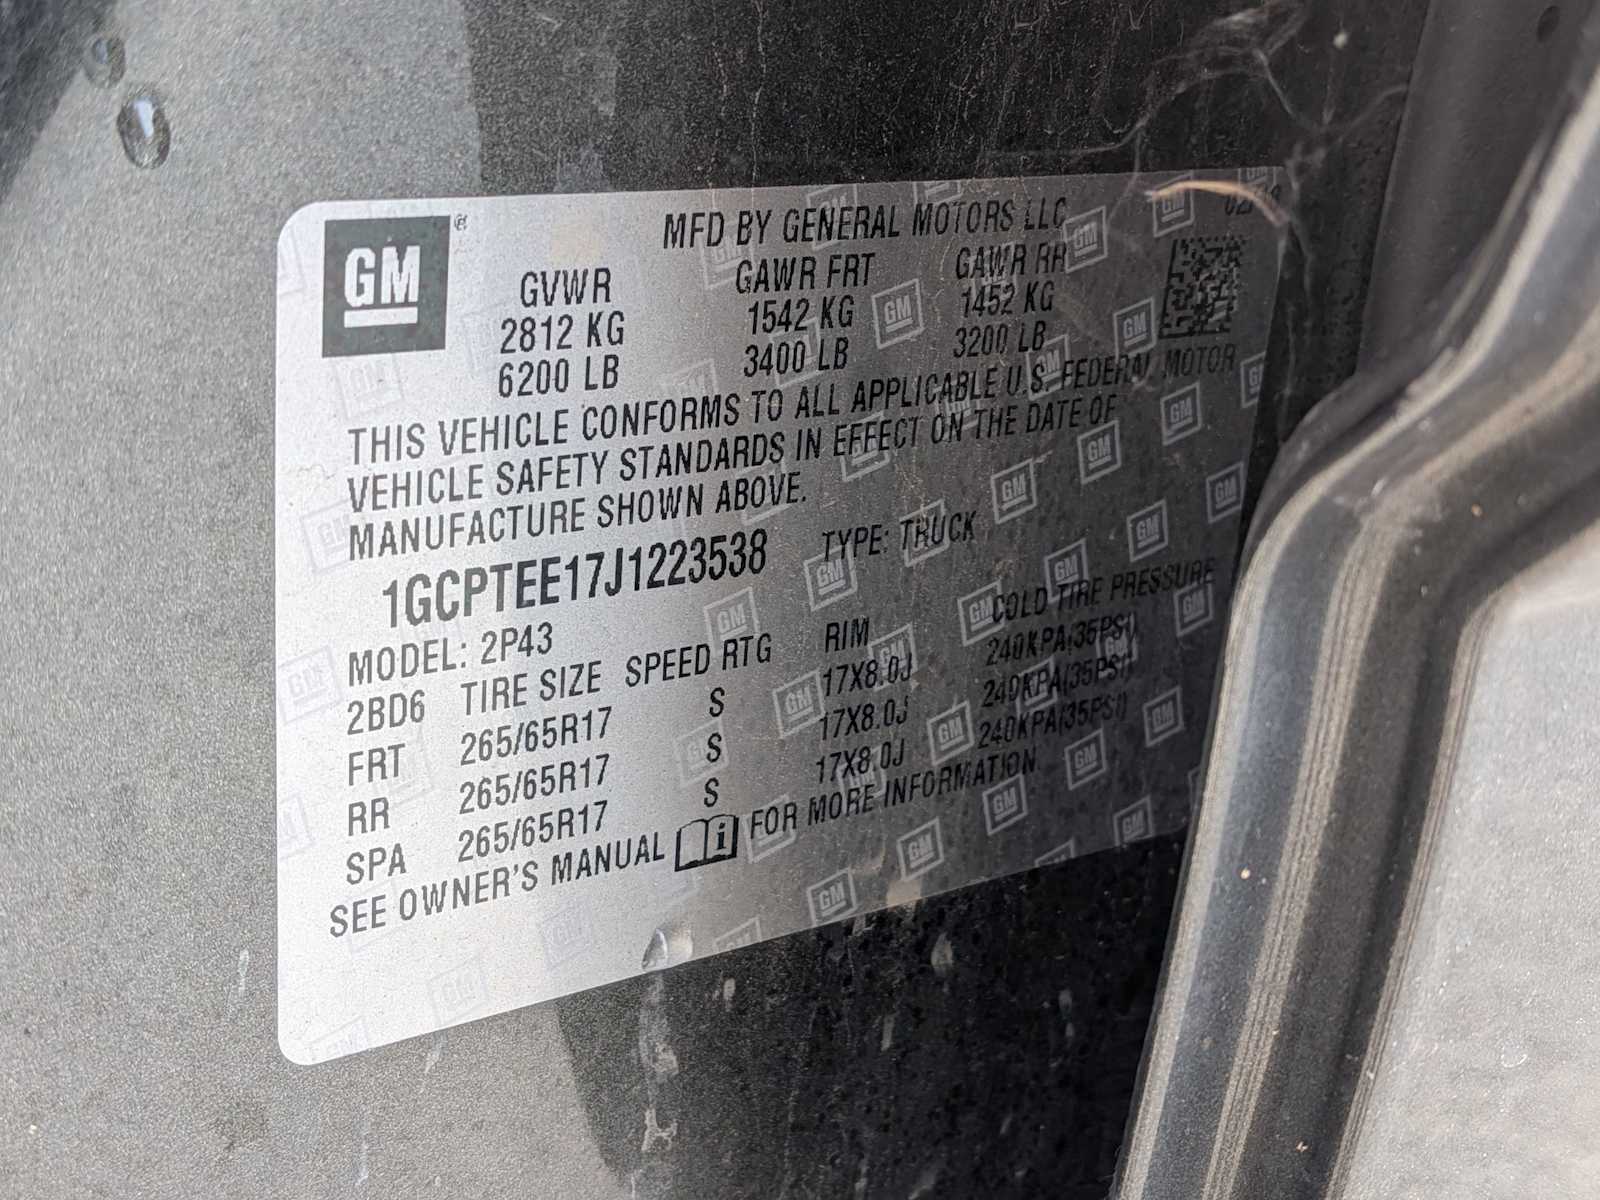 GM ®
MFD BY GENERAL MOTORS LLC
GVWR GAWR FRT GAWR RR
2812 KG 1542 KG 1452 KG
6200 LB 3400 LB 3200 LB
THIS VEHICLE CONFORMS TO ALL APPLICABLE U.S. FEDERAL MOTOR
VEHICLE SAFETY STANDARDS IN EFFECT ON THE DATE OF
MANUFACTURE SHOWN ABOVE.
1GCPTEE17J1223538 TYPE: TRUCK
MODEL: 2P43
2BD6 TIRE SIZE SPEED RTG RIM COLD TIRE PRESSURE
FRT 265/65R17 S 17X8.0J 240KPA(35PSI)
RR 265/65R17 S 17X8.0J 240KPA(35PSI)
SPA 265/65R17 S 17X8.0J 240KPA(35PSI)
SEE OWNER'S MANUAL i FOR MORE INFORMATION